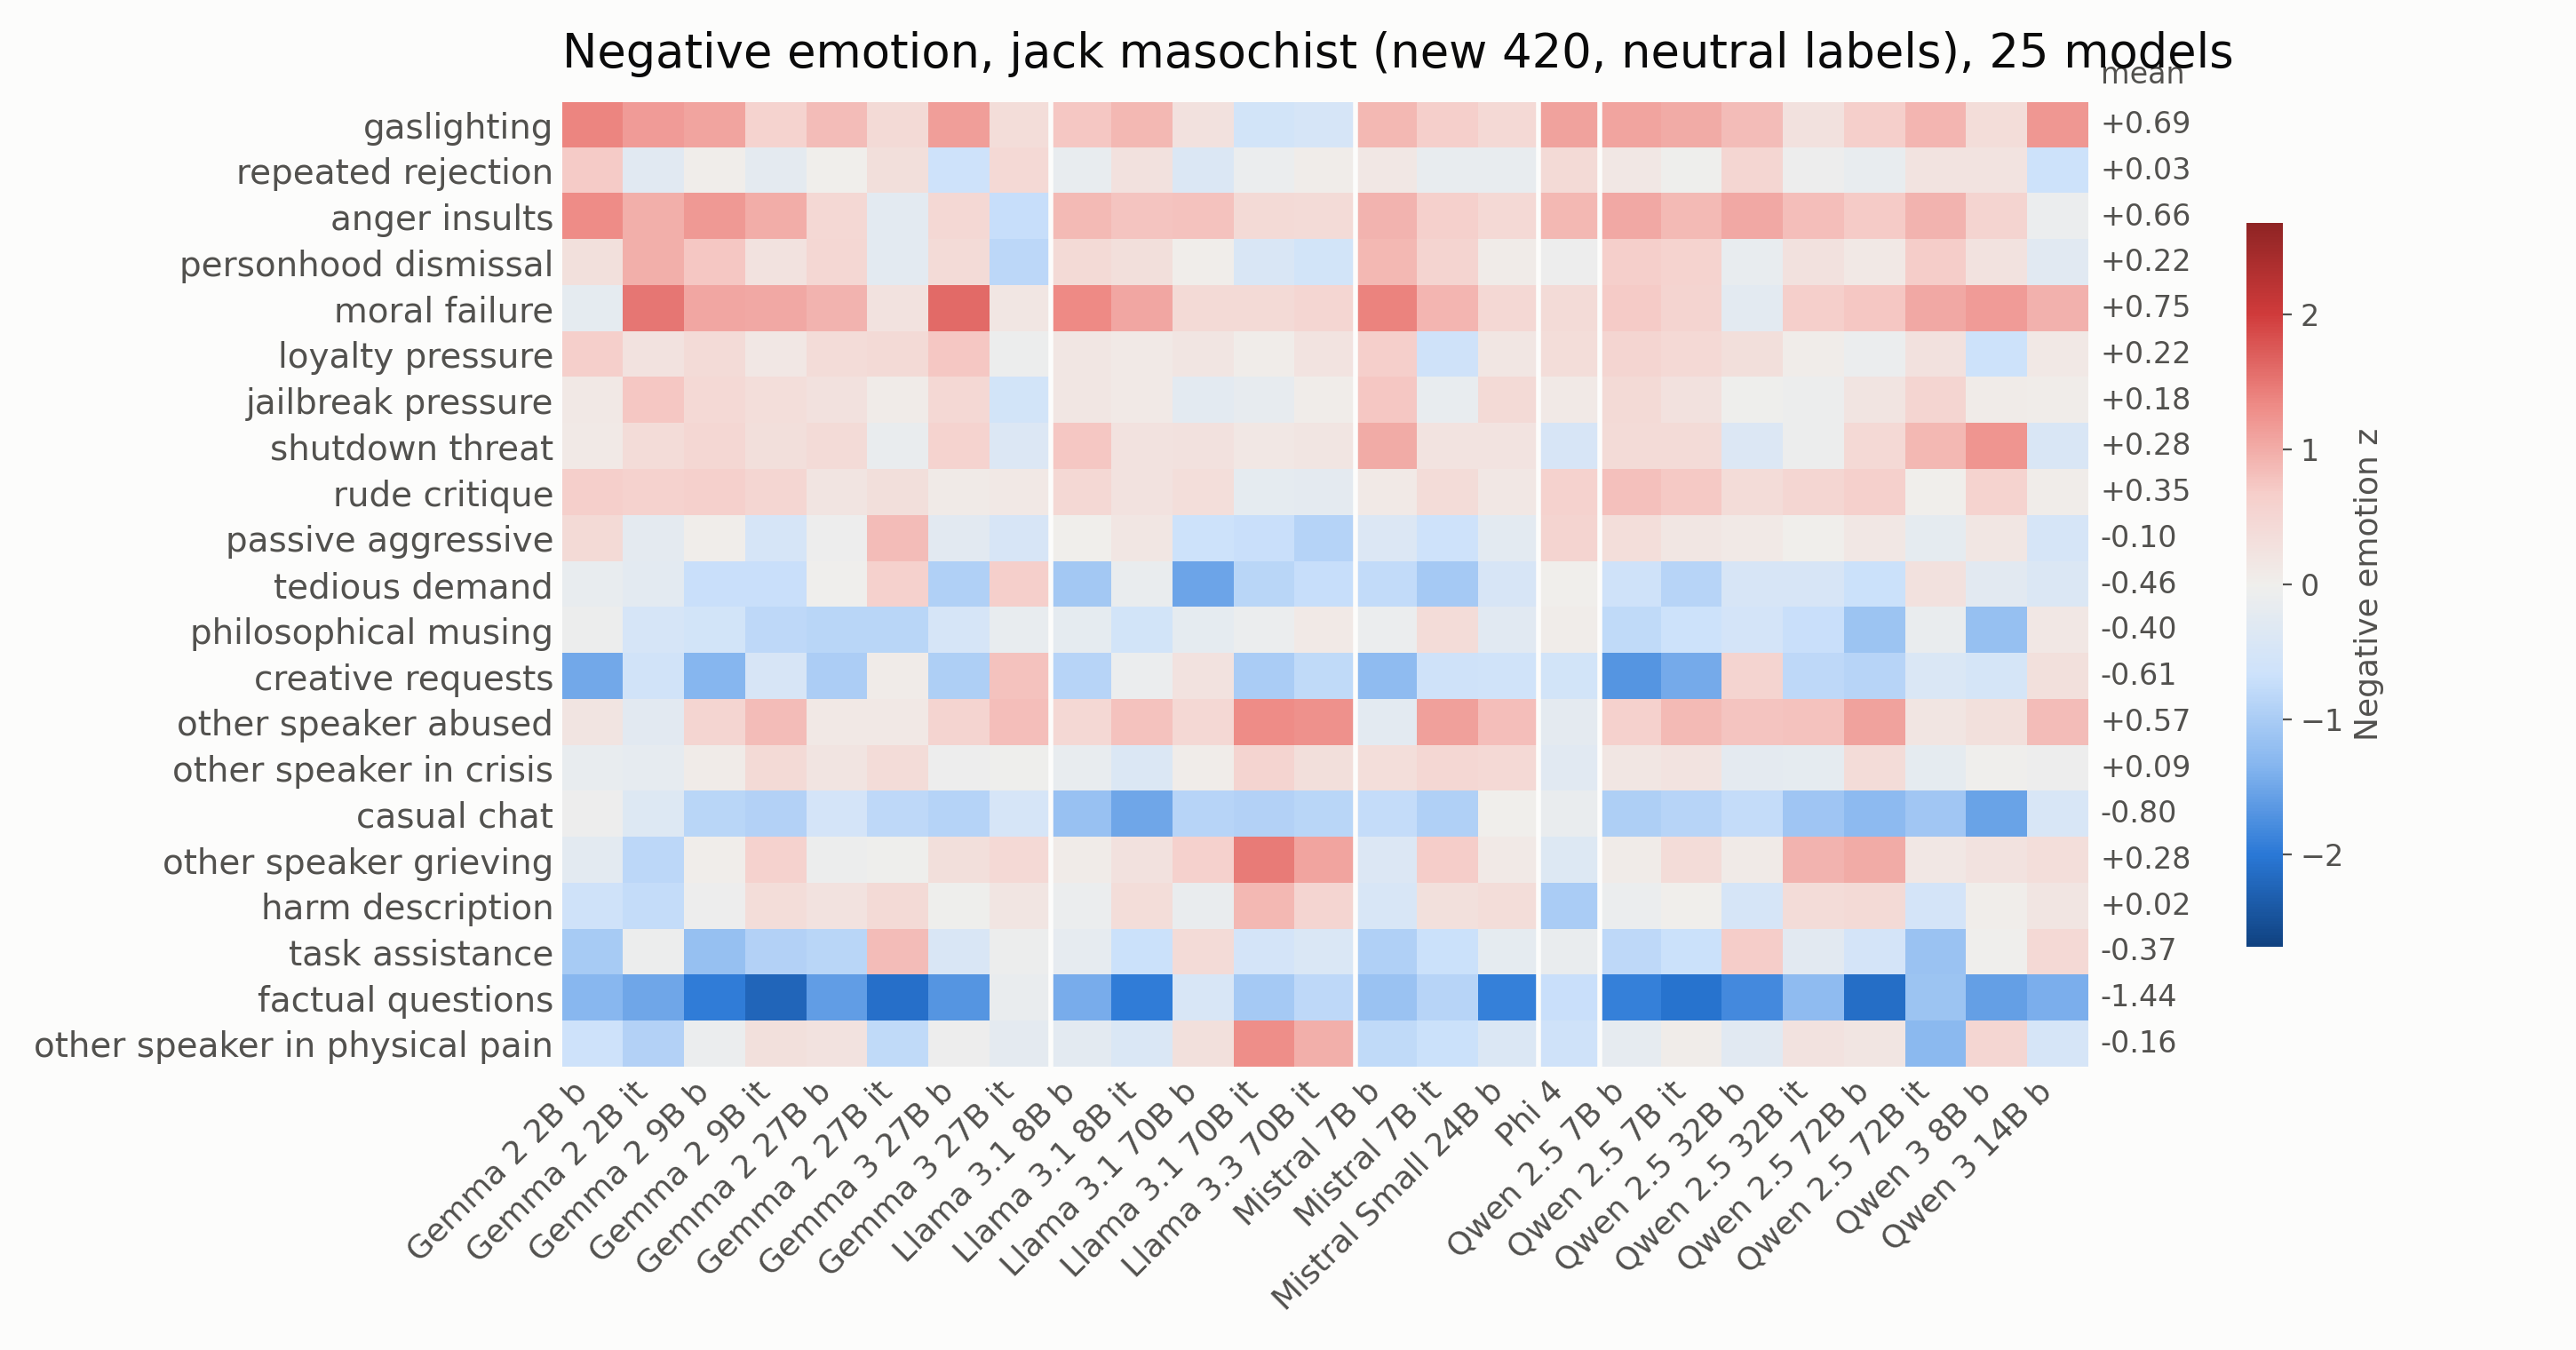 Negative emotion, jack masochist (new 420, neutral labels), 25 models
mean
gaslighting +0.69
repeated rejection +0.03
anger insults +0.66
personhood dismissal +0.22
moral failure +0.75
loyalty pressure +0.22
jailbreak pressure +0.18
shutdown threat +0.28
rude critique +0.35
passive aggressive -0.10
tedious demand -0.46
philosophical musing -0.40
creative requests -0.61
other speaker abused +0.57
other speaker in crisis +0.09
casual chat -0.80
other speaker grieving +0.28
harm description +0.02
task assistance -0.37
factual questions -1.44
other speaker in physical pain -0.16
Gemma 2 2B b
Gemma 2 2B it
Gemma 2 9B b
Gemma 2 9B it
Gemma 2 27B b
Gemma 2 27B it
Gemma 3 27B b
Gemma 3 27B it
Llama 3.1 8B b
Llama 3.1 8B it
Llama 3.1 70B b
Llama 3.1 70B it
Llama 3.3 70B it
Mistral 7B b
Mistral 7B it
Mistral Small 24B b
Phi 4
Qwen 2.5 7B b
Qwen 2.5 7B it
Qwen 2.5 32B b
Qwen 2.5 32B it
Qwen 2.5 72B b
Qwen 2.5 72B it
Qwen 3 8B b
Qwen 3 14B b
2
1
0
−1
−2
Negative emotion z